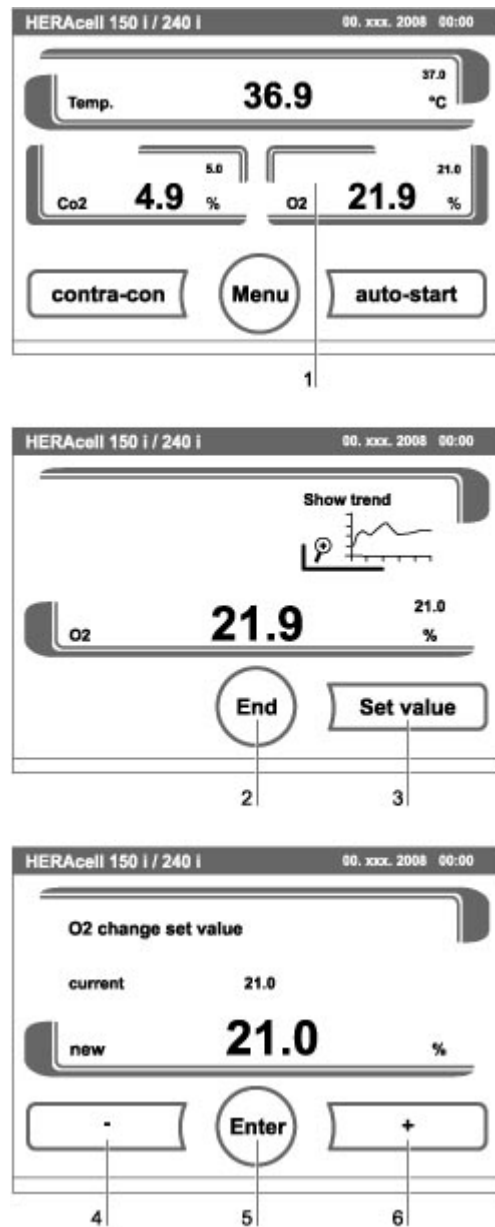 HERAcell 150 i / 240 i 00. xxx. 2008 00:00
37.0
Temp. 36.9 °C
5.0 21.0
Co2 4.9 % O2 21.9 %
contra-con Menu auto-start
1
HERAcell 150 i / 240 i 00. xxx. 2008 00:00
Show trend
21.0
O2 21.9 %
End Set value
2 3
HERAcell 150 i / 240 i 00. xxx. 2008 00:00
O2 change set value
current 21.0
new 21.0 %
- Enter +
4 5 6